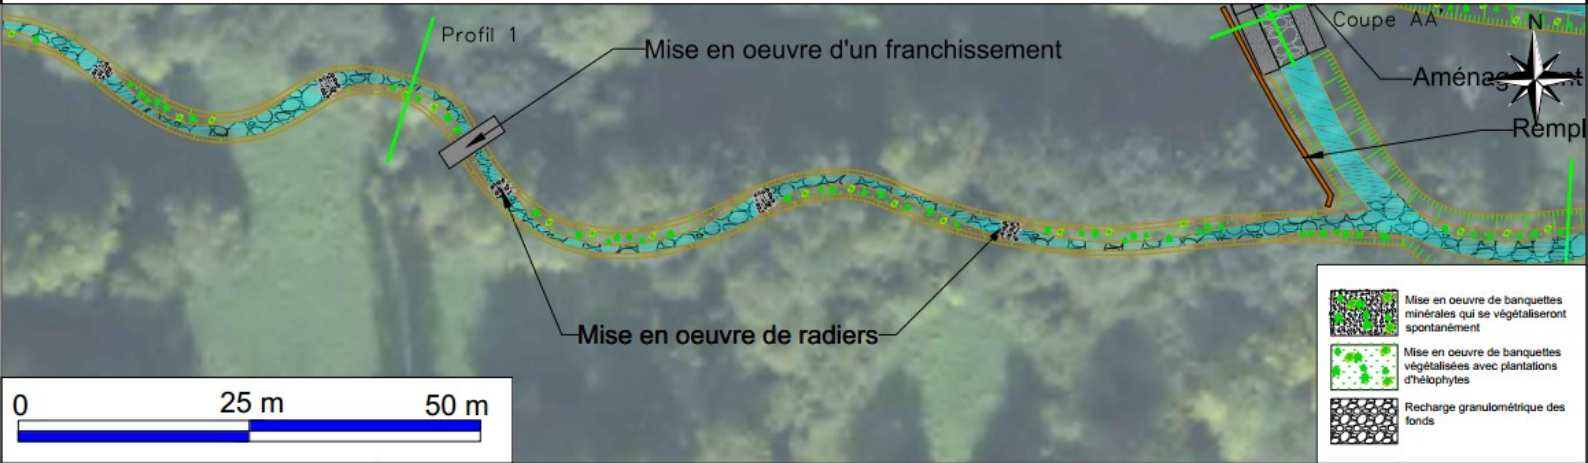 Profil 1
Mise en oeuvre d'un franchissement
Coupe AA'
N
Mise en oeuvre de radiers
0 25 m 50 m
Mise en oeuvre de banquettes
minérales qui se végétaliseront
spontanément
Mise en oeuvre de banquettes
végétalisées avec plantations
d'hélophytes
Recharge granulométrique des
fonds